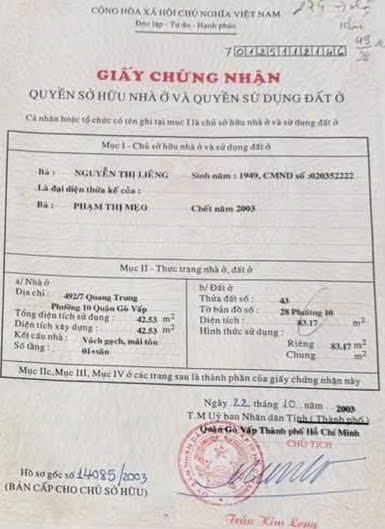 CỘNG HÒA XÃ HỘI CHỦ NGHĨA VIỆT NAM
Độc lập - Tự do - Hạnh phúc
GIẤY CHỨNG NHẬN
QUYỀN SỞ HỮU NHÀ Ở VÀ QUYỀN SỬ DỤNG ĐẤT Ở
Cá nhân hoặc tổ chức có tên ghi tại mục I là chủ sở hữu nhà ở và sử dụng đất ở
Mục I - Chủ sở hữu nhà ở và sử dụng đất ở
Bà : NGUYỄN THỊ LIÊNG Sinh năm : 1949, CMND số :020352222
Là đại diện thừa kế của :
Bà : PHẠM THỊ MẸO Chết năm 2003
Mục II - Thực trạng nhà ở, đất ở
a/ Nhà ở
Địa chỉ : 492/7 Quang Trung
Phường 10 Quận Gò Vấp
Tổng diện tích sử dụng : 42.53 m²
Diện tích xây dựng : 42.53 m²
Kết cấu nhà : Vách gạch, mái tôn
Số tầng : 01+sân
b/ Đất ở
Thửa đất số : 43
Tờ bản đồ số : 28 Phường 10
Diện tích : 83.17 m²
Hình thức sử dụng :
Riêng 83.17 m²
Chung m²
Mục IIc, Mục III, Mục IV ở các trang sau là thành phần của giấy chứng nhận này
Ngày 22 tháng 10 năm 2003
T.M Uỷ ban Nhân dân Tỉnh (Thành phố)
Quận Gò Vấp Thành phố Hồ Chí Minh
CHỦ TỊCH
Hồ sơ gốc số 14085/2003
(BẢN CẤP CHO CHỦ SỞ HỮU)
Trần Kim Long